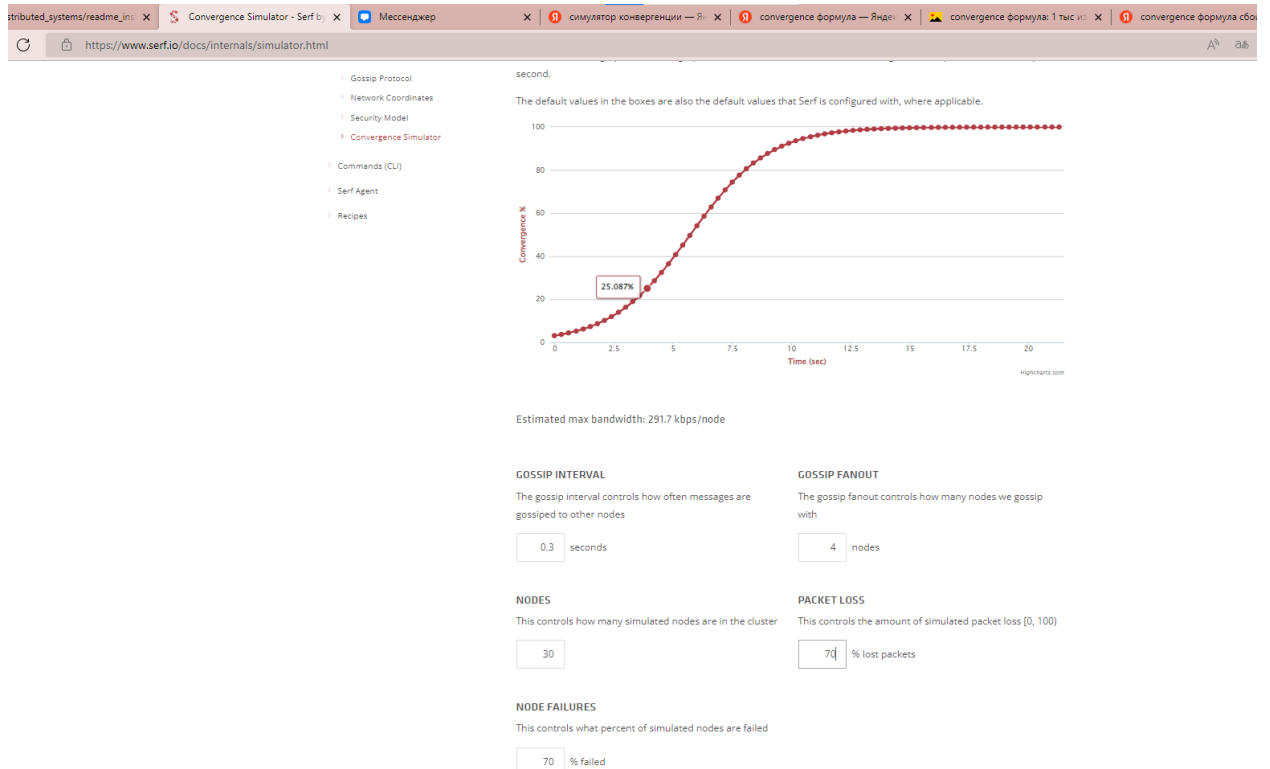 stributed_systems/readme_ins
Convergence Simulator - Serf by
Мессенджер
симулятор конвергенции — Ян
convergence формула — Яндек
convergence формула: 1 тыс из
convergence формула сбо
https://www.serf.io/docs/internals/simulator.html
Gossip Protocol
Network Coordinates
Security Model
Convergence Simulator
Commands (CLI)
Serf Agent
Recipes
second.
The default values in the boxes are also the default values that Serf is configured with, where applicable.
100
80
60
40
20
0
Convergence %
25.087%
0 2.5 5 7.5 10 12.5 15 17.5 20
Time (sec)
Highcharts.com
Estimated max bandwidth: 291.7 kbps/node
GOSSIP INTERVAL
The gossip interval controls how often messages are
gossiped to other nodes
0.3 seconds
GOSSIP FANOUT
The gossip fanout controls how many nodes we gossip
with
4 nodes
NODES
This controls how many simulated nodes are in the cluster
30
PACKET LOSS
This controls the amount of simulated packet loss [0, 100)
70 % lost packets
NODE FAILURES
This controls what percent of simulated nodes are failed
70 % failed